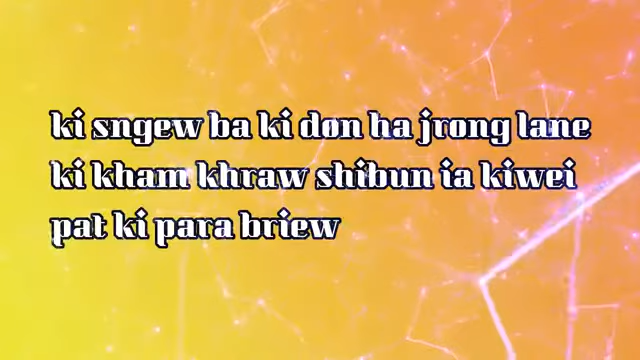 ki sngew ba ki don ha jrong lane
ki kham khraw shibun ia kiwei
pat ki para briew